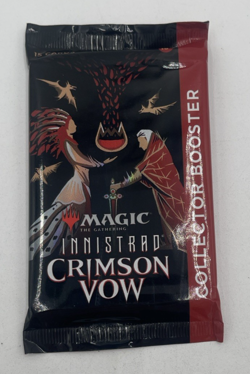 MAGIC
THE GATHERING
INNISTRAD
CRIMSON
VOW
COLLECTOR BOOSTER